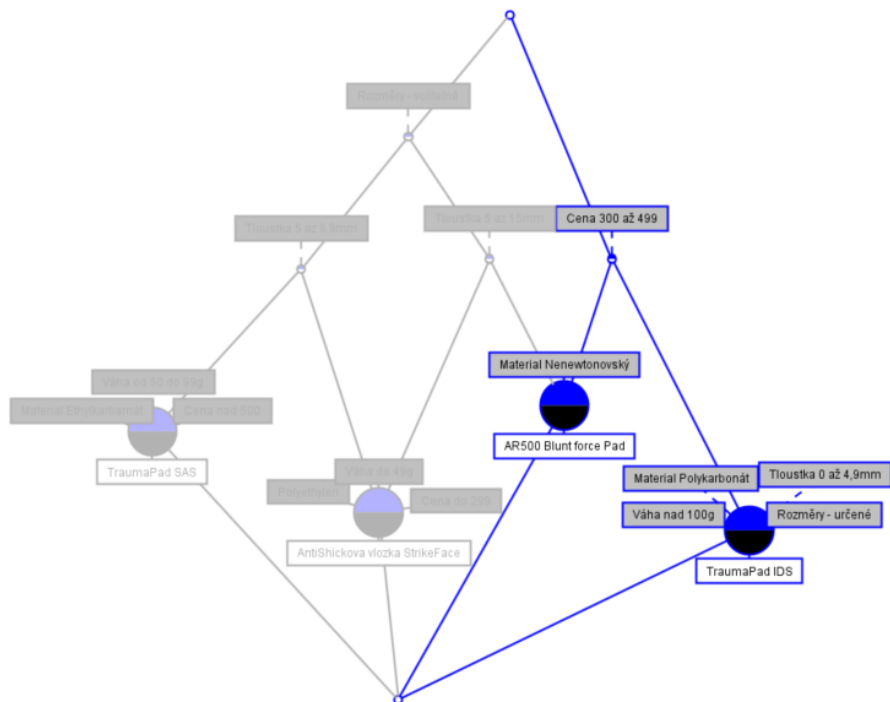 Rozměry - volitelné
Tloustka 5 až 9,9mm
Tloustka 5 až 15mm
Cena 300 až 499
Material Nenewtonovský
Váha od 50 do 99g
Material Ethylkarbamát
Cena nad 500
AR500 Blunt force Pad
TraumaPad SAS
Váha do 49g
Material Polykarbonát
Tloustka 0 až 4,9mm
Polyethylen
Cena do 299
Váha nad 100g
Rozměry - určené
AntiShickova vlozka StrikeFace
TraumaPad IDS